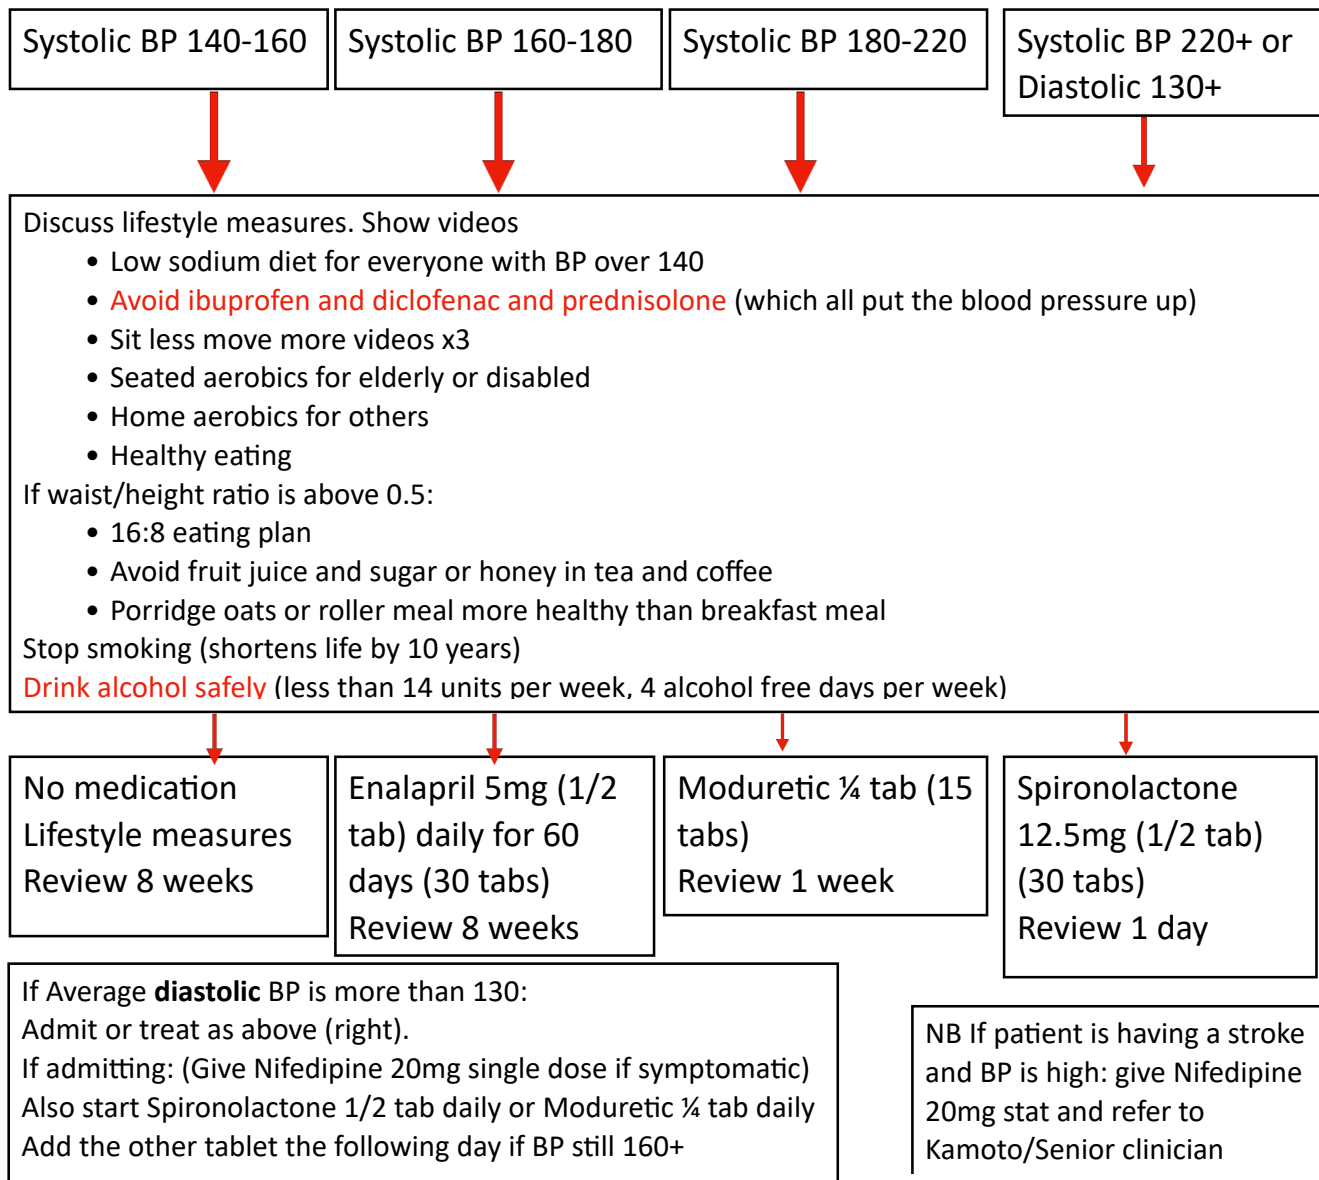 Systolic BP 140-160
Systolic BP 160-180
Systolic BP 180-220
Systolic BP 220+ or
Diastolic 130+
Discuss lifestyle measures. Show videos
• Low sodium diet for everyone with BP over 140
• Avoid ibuprofen and diclofenac and prednisolone (which all put the blood pressure up)
• Sit less move more videos x3
• Seated aerobics for elderly or disabled
• Home aerobics for others
• Healthy eating
If waist/height ratio is above 0.5:
• 16:8 eating plan
• Avoid fruit juice and sugar or honey in tea and coffee
• Porridge oats or roller meal more healthy than breakfast meal
Stop smoking (shortens life by 10 years)
Drink alcohol safely (less than 14 units per week, 4 alcohol free days per week)
No medication
Lifestyle measures
Review 8 weeks
Enalapril 5mg (1/2
tab) daily for 60
days (30 tabs)
Review 8 weeks
Moduretic ¼ tab (15
tabs)
Review 1 week
Spironolactone
12.5mg (1/2 tab)
(30 tabs)
Review 1 day
If Average diastolic BP is more than 130:
Admit or treat as above (right).
If admitting: (Give Nifedipine 20mg single dose if symptomatic)
Also start Spironolactone 1/2 tab daily or Moduretic ¼ tab daily
Add the other tablet the following day if BP still 160+
NB If patient is having a stroke
and BP is high: give Nifedipine
20mg stat and refer to
Kamoto/Senior clinician